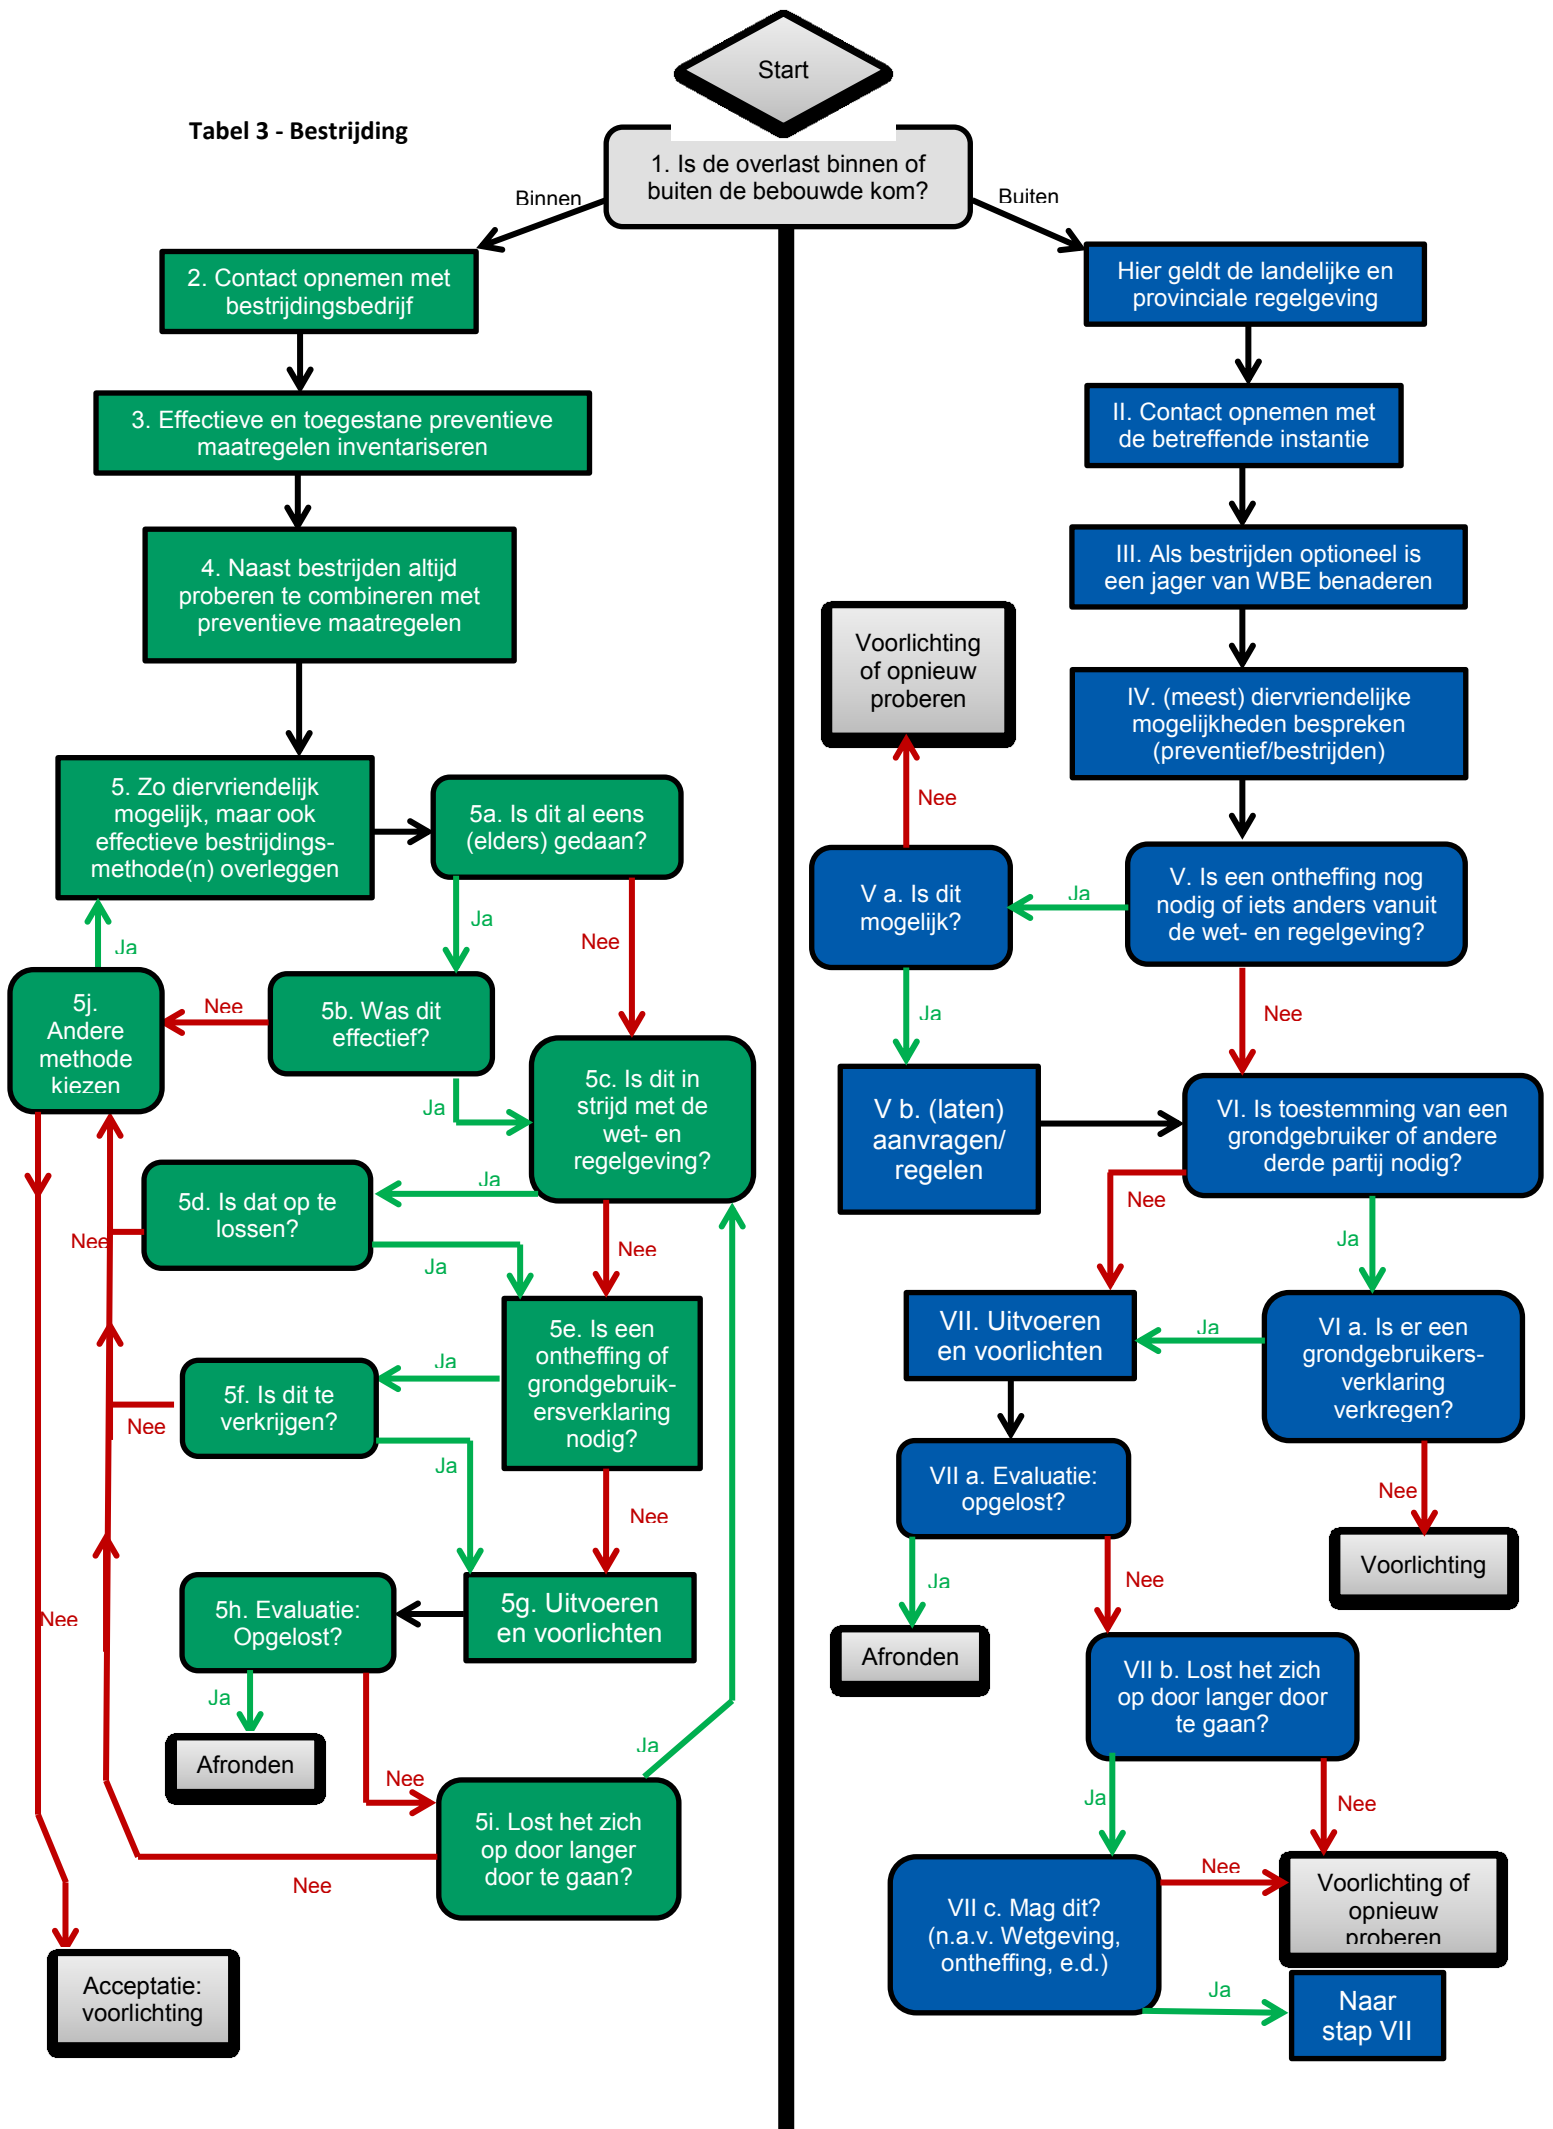 Start
Tabel 3 - Bestrijding
1. Is de overlast binnen of
buiten de bebouwde kom?
Binnen
Buiten
2. Contact opnemen met
bestrijdingsbedrijf
3. Effectieve en toegestane preventieve
maatregelen inventariseren
4. Naast bestrijden altijd
proberen te combineren met
preventieve maatregelen
5. Zo diervriendelijk
mogelijk, maar ook
effectieve bestrijdings-
methode(n) overleggen
5a. Is dit al eens
(elders) gedaan?
Ja
Nee
Ja
5j.
Andere
methode
kiezen
Nee
5b. Was dit
effectief?
Ja
5c. Is dit in
strijd met de
wet- en
regelgeving?
Ja
5d. Is dat op te
lossen?
Nee
Ja
Nee
5e. Is een
ontheffing of
grondgebruik-
ersverklaring
nodig?
Ja
5f. Is dit te
verkrijgen?
Nee
Ja
Nee
5g. Uitvoeren
en voorlichten
5h. Evaluatie:
Opgelost?
Nee
Ja
Afronden
Nee
Ja
5i. Lost het zich
op door langer
door te gaan?
Nee
Acceptatie:
voorlichting
Hier geldt de landelijke en
provinciale regelgeving
II. Contact opnemen met
de betreffende instantie
III. Als bestrijden optioneel is
een jager van WBE benaderen
IV. (meest) diervriendelijke
mogelijkheden bespreken
(preventief/bestrijden)
Voorlichting
of opnieuw
proberen
Nee
V a. Is dit
mogelijk?
Ja
V. Is een ontheffing nog
nodig of iets anders vanuit
de wet- en regelgeving?
Ja
Nee
V b. (laten)
aanvragen/
regelen
VI. Is toestemming van een
grondgebruiker of andere
derde partij nodig?
Nee
Ja
VII. Uitvoeren
en voorlichten
Ja
VI a. Is er een
grondgebruikers-
verklaring
verkregen?
VII a. Evaluatie:
opgelost?
Nee
Voorlichting
Ja
Nee
Afronden
VII b. Lost het zich
op door langer door
te gaan?
Ja
Nee
VII c. Mag dit?
(n.a.v. Wetgeving,
ontheffing, e.d.)
Nee
Voorlichting of
opnieuw
proberen
Ja
Naar
stap VII